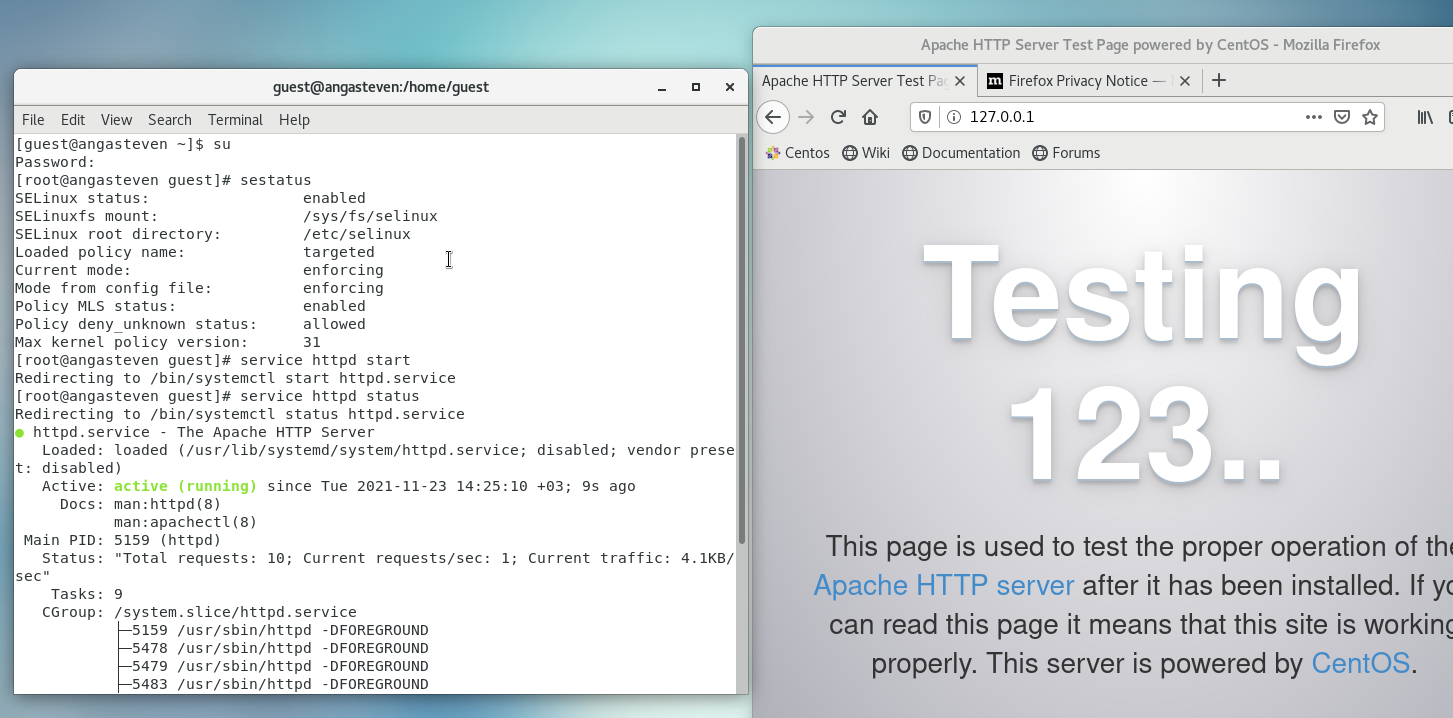 guest@angasteven:/home/guest
File Edit View Search Terminal Help
[guest@angasteven ~]$ su
Password:
[root@angasteven guest]# sestatus
SELinux status:                 enabled
SELinuxfs mount:                /sys/fs/selinux
SELinux root directory:         /etc/selinux
Loaded policy name:             targeted
Current mode:                   enforcing
Mode from config file:          enforcing
Policy MLS status:              enabled
Policy deny_unknown status:     allowed
Max kernel policy version:      31
[root@angasteven guest]# service httpd start
Redirecting to /bin/systemctl start httpd.service
[root@angasteven guest]# service httpd status
Redirecting to /bin/systemctl status httpd.service
● httpd.service - The Apache HTTP Server
   Loaded: loaded (/usr/lib/systemd/system/httpd.service; disabled; vendor prese
t: disabled)
   Active: active (running) since Tue 2021-11-23 14:25:10 +03; 9s ago
     Docs: man:httpd(8)
           man:apachectl(8)
 Main PID: 5159 (httpd)
   Status: "Total requests: 10; Current requests/sec: 1; Current traffic: 4.1KB/
sec"
    Tasks: 9
   CGroup: /system.slice/httpd.service
           ├─5159 /usr/sbin/httpd -DFOREGROUND
           ├─5478 /usr/sbin/httpd -DFOREGROUND
           ├─5479 /usr/sbin/httpd -DFOREGROUND
           ├─5483 /usr/sbin/httpd -DFOREGROUND
Apache HTTP Server Test Page powered by CentOS - Mozilla Firefox
Apache HTTP Server Test Pag
m Firefox Privacy Notice —
127.0.0.1
Centos Wiki Documentation Forums
Testing
123..
This page is used to test the proper operation of the
Apache HTTP server after it has been installed. If yo
can read this page it means that this site is working
properly. This server is powered by CentOS.